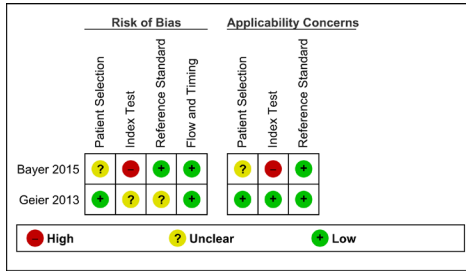 Risk of Bias
Applicability Concerns
Patient Selection
Index Test
Reference Standard
Flow and Timing
Patient Selection
Index Test
Reference Standard
Bayer 2015 ? – + + ? – +
Geier 2013 + ? ? + + + +
– High ? Unclear + Low